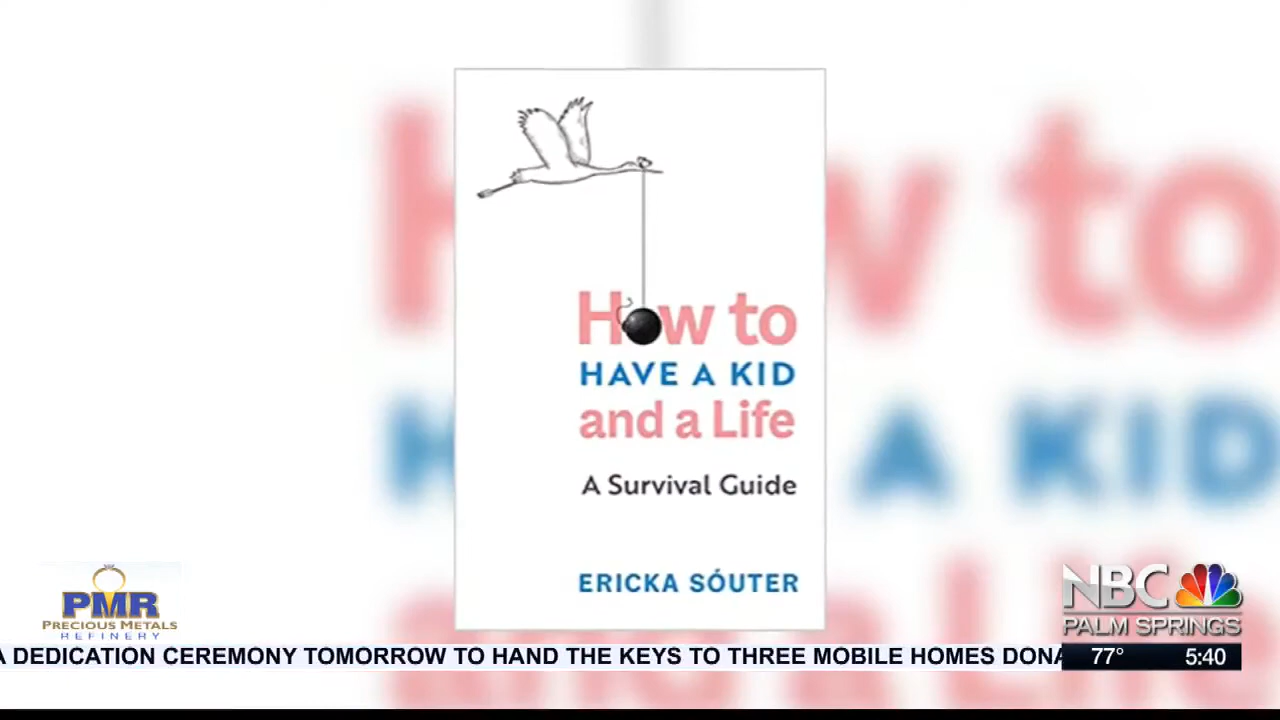 How to
HAVE A KID
and a Life
A Survival Guide
ERICKA SÓUTER
PMR
PRECIOUS METALS
REFINERY
NBC
PALM SPRINGS
A DEDICATION CEREMONY TOMORROW TO HAND THE KEYS TO THREE MOBILE HOMES DONA
77° 5:40